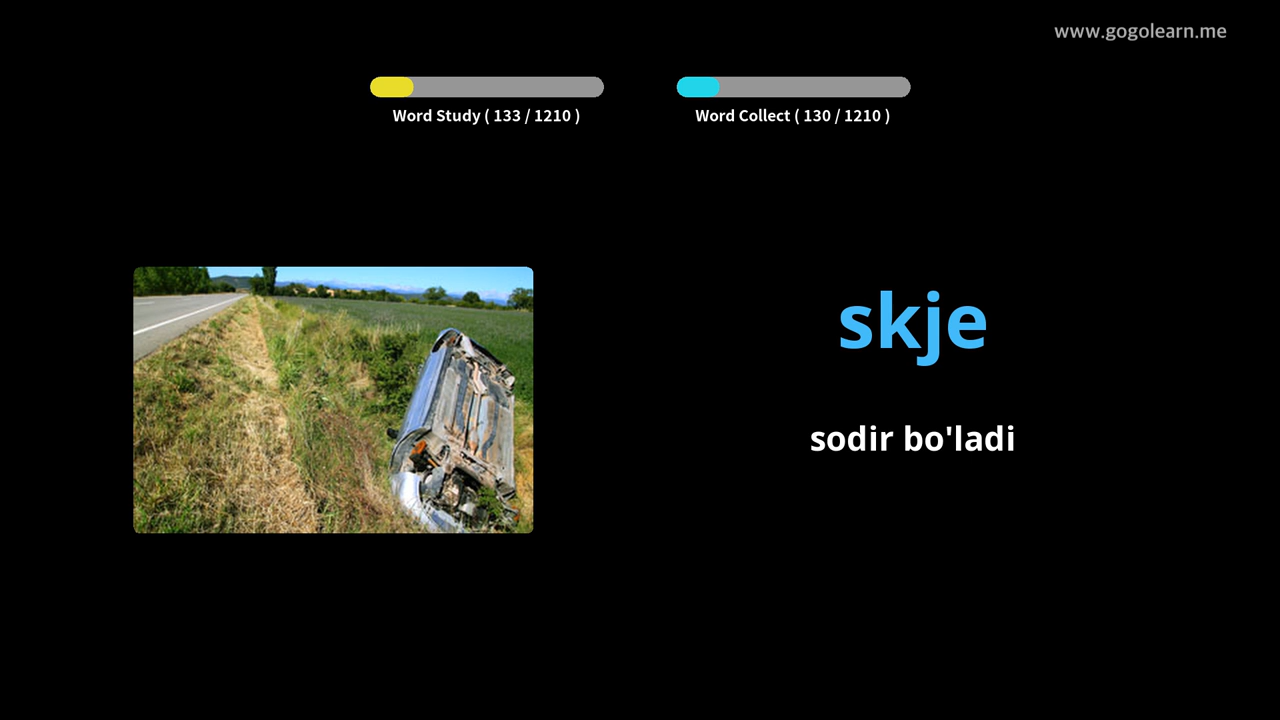 www.gogolearn.me
Word Study ( 133 / 1210 )
Word Collect ( 130 / 1210 )
skje
sodir bo'ladi